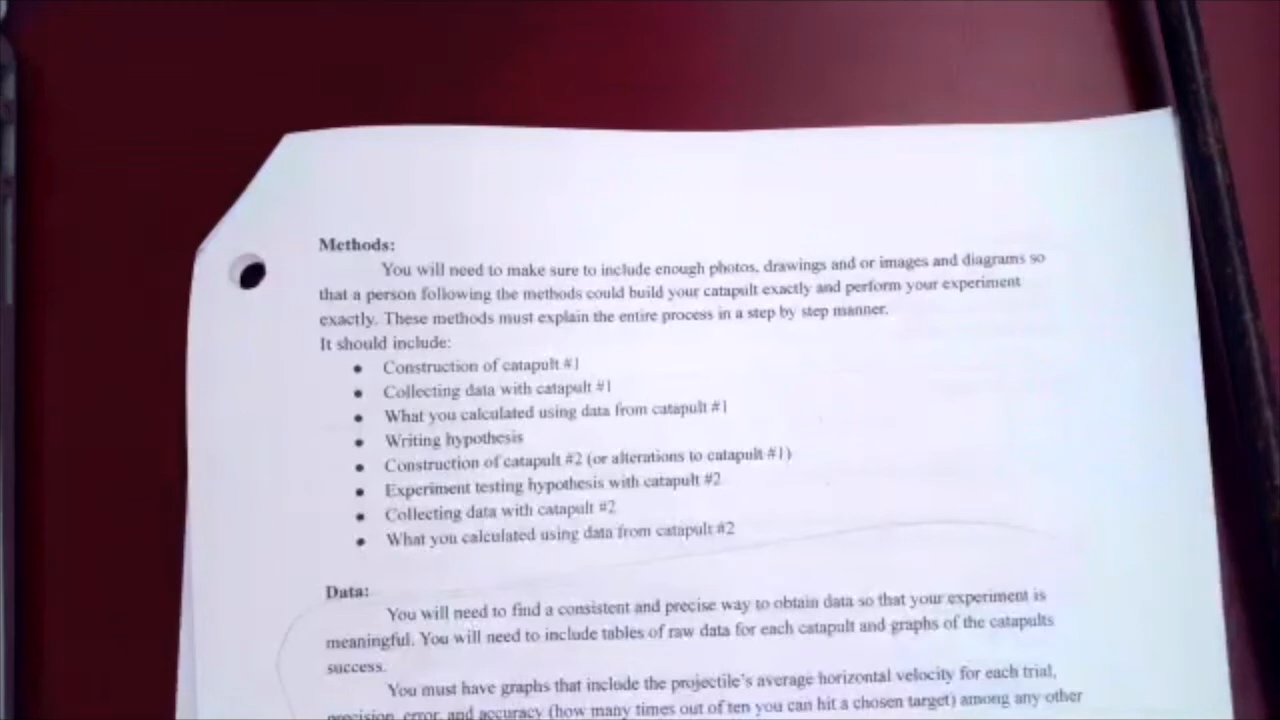 Methods:
You will need to make sure to include enough photos, drawings and or images and diagrams so
that a person following the methods could build your catapult exactly and perform your experiment
exactly. These methods must explain the entire process in a step by step manner.
It should include:
• Construction of catapult #1
• Collecting data with catapult #1
• What you calculated using data from catapult #1
• Writing hypothesis
• Construction of catapult #2 (or alterations to catapult #1)
• Experiment testing hypothesis with catapult #2
• Collecting data with catapult #2
• What you calculated using data from catapult #2
Data:
You will need to find a consistent and precise way to obtain data so that your experiment is
meaningful. You will need to include tables of raw data for each catapult and graphs of the catapults
success.
You must have graphs that include the projectile's average horizontal velocity for each trial,
precision, error, and accuracy (how many times out of ten you can hit a chosen target) among any other